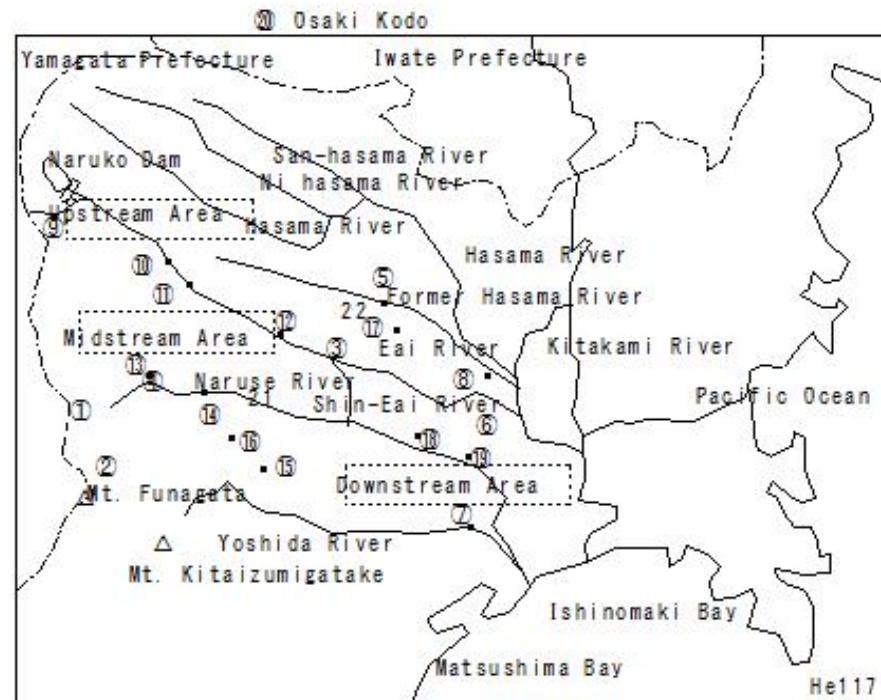 ⑳ Osaki Kodo
Yamagata Prefecture
Iwate Prefecture
San-hasama River
Naruko Dam
Ni hasama River
Upstream Area
⑨
Hasama River
Hasama River
⑩
⑤
⑪
Former Hasama River
22
⑫
⑰
Midstream Area
③
Eai River
Kitakami River
⑬
⑧
Naruse River
21
Shin-Eai River
Pacific Ocean
①
⑭
⑥
⑯
⑱
②
⑮
⑲
Mt. Funagata
Downstream Area
⑦
Yoshida River
Mt. Kitaizumigatake
Ishinomaki Bay
Matsushima Bay
He117